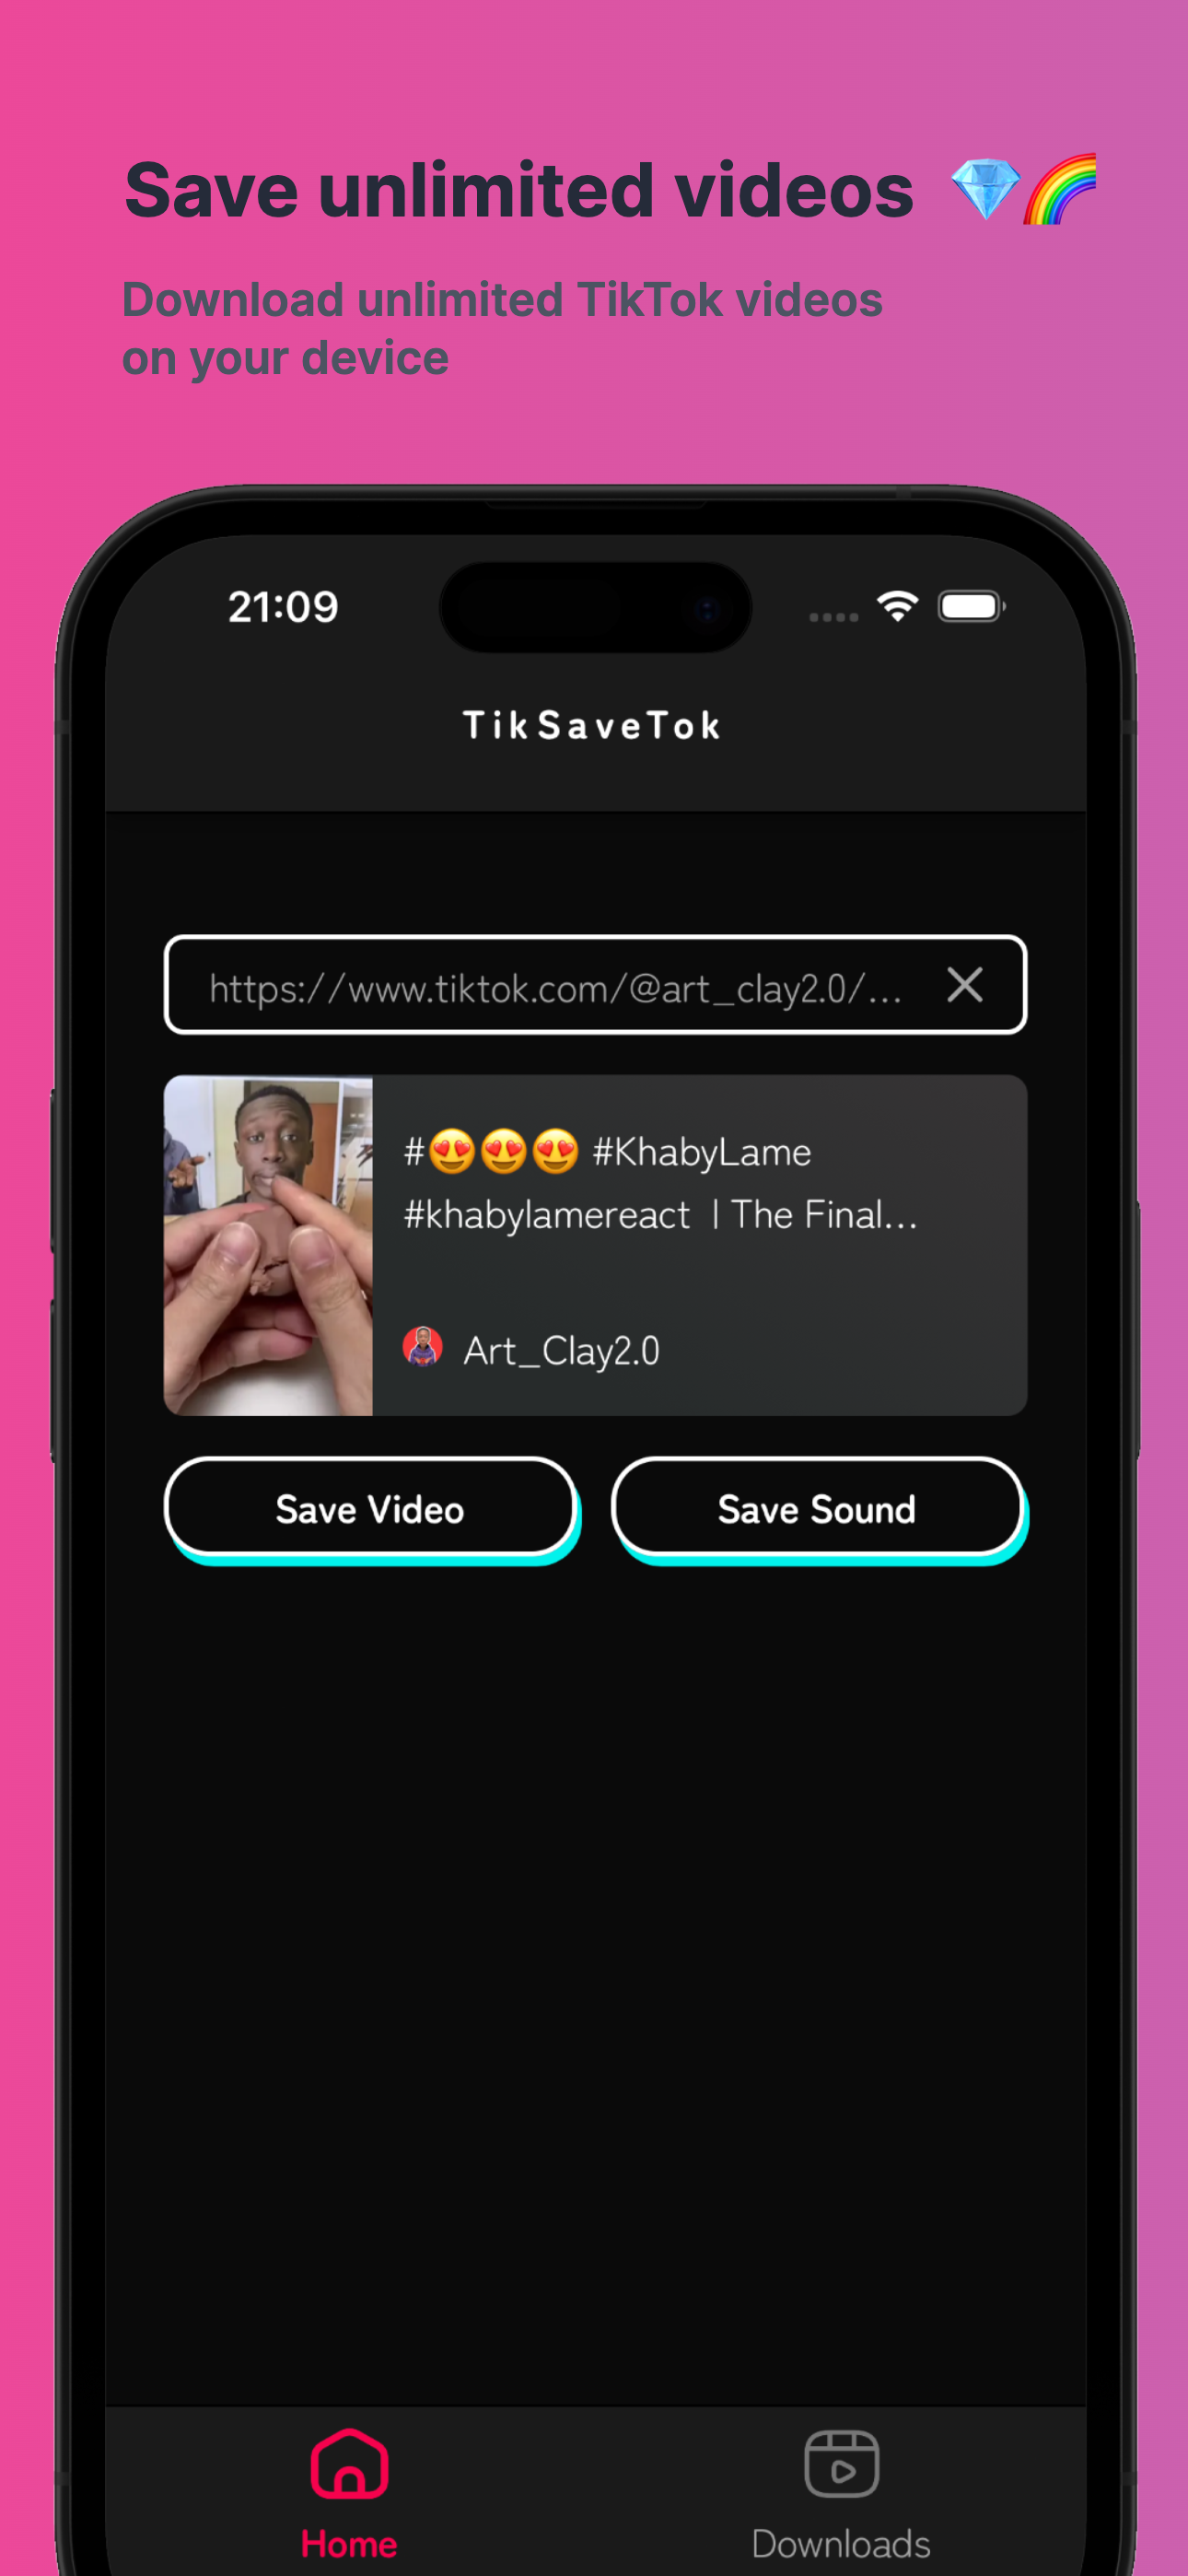 Save unlimited videos 💎🌈
Download unlimited TikTok videos
on your device
21:09
TikSaveTok
https://www.tiktok.com/@art_clay2.0/...
#😍😍😍 #KhabyLame
#khabylamereact | The Final...
Art_Clay2.0
Save Video
Save Sound
Home
Downloads